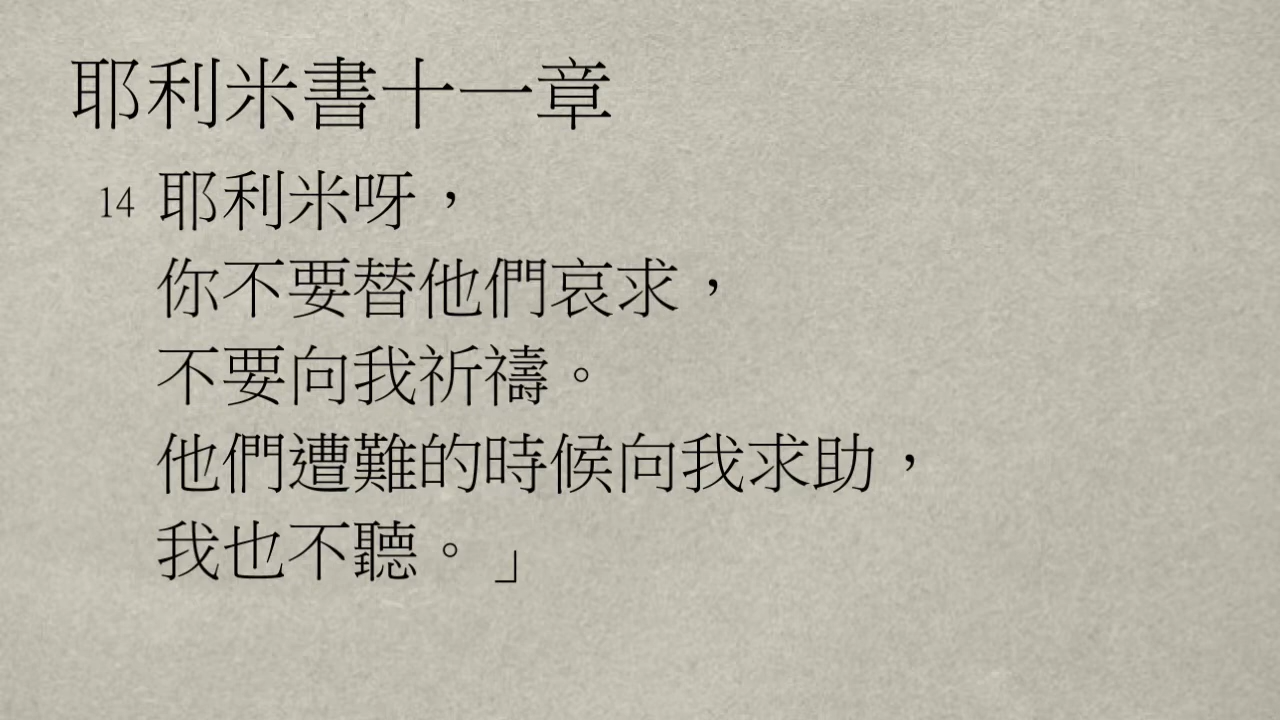 耶利米書十一章
14 耶利米呀，
你不要替他們哀求，
不要向我祈禱。
他們遭難的時候向我求助，
我也不聽。」